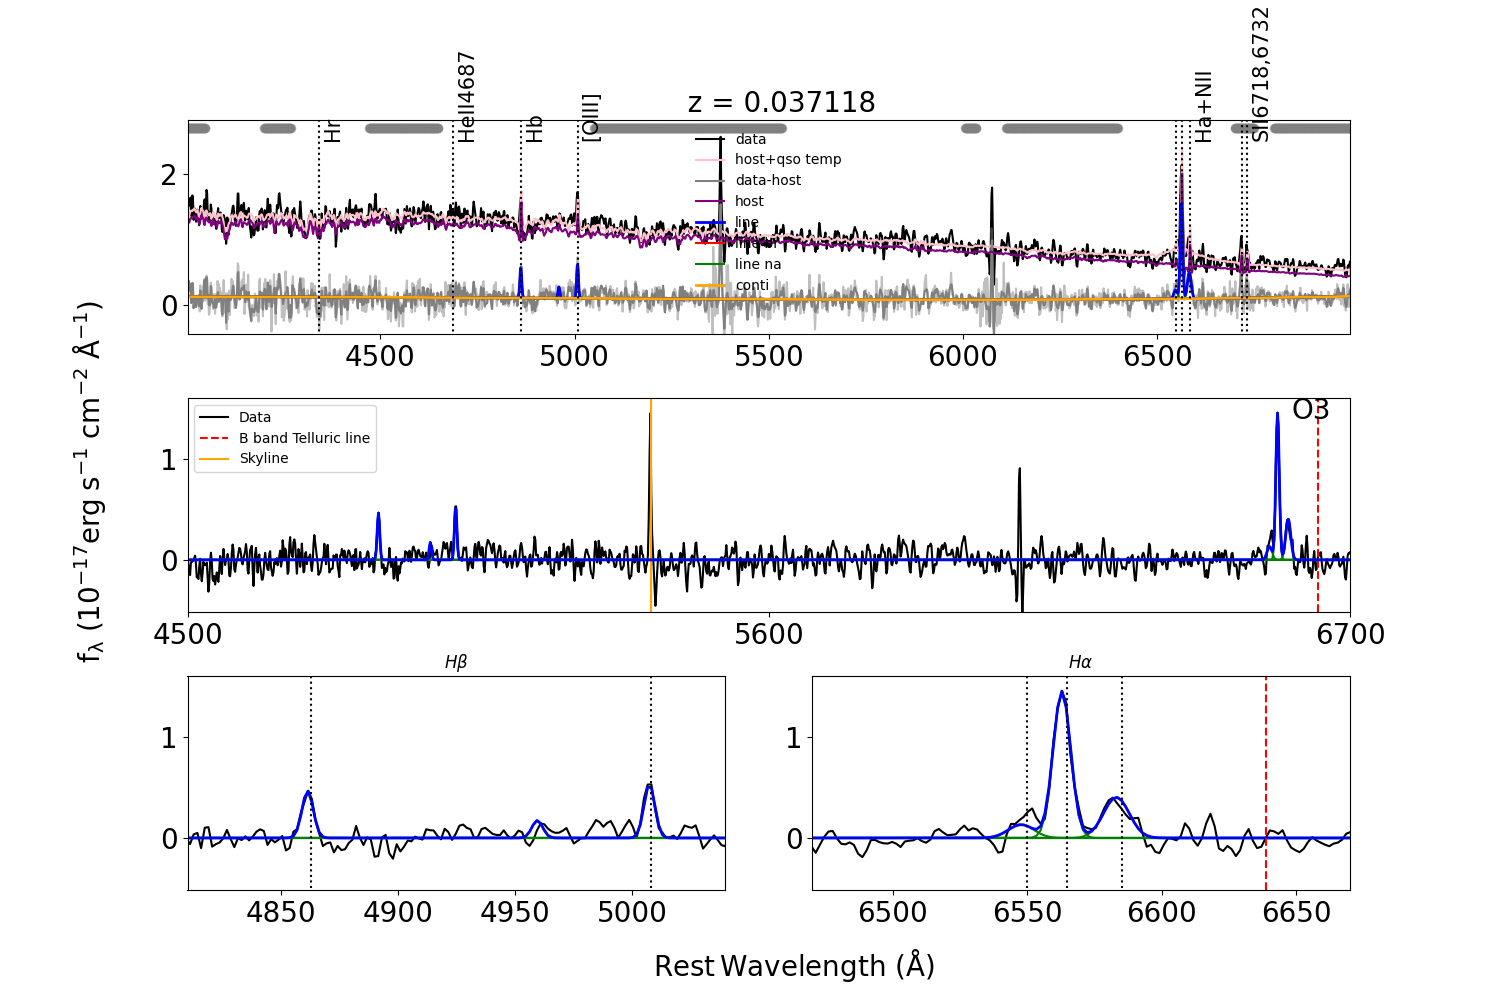 Hr
HeII4687
Hb
[OIII]
Ha+NII
SII6718,6732
z = 0.037118
data
host+qso temp
data-host
host
line
line na
conti
2
0
4500
5000
5500
6000
6500
Data
B band Telluric line
Skyline
O3
1
0
4500
5600
6700
fλ (10⁻¹⁷erg s⁻¹ cm⁻² Å⁻¹)
Hβ
Hα
1
0
4850
4900
4950
5000
1
0
6500
6550
6600
6650
Rest Wavelength (Å)